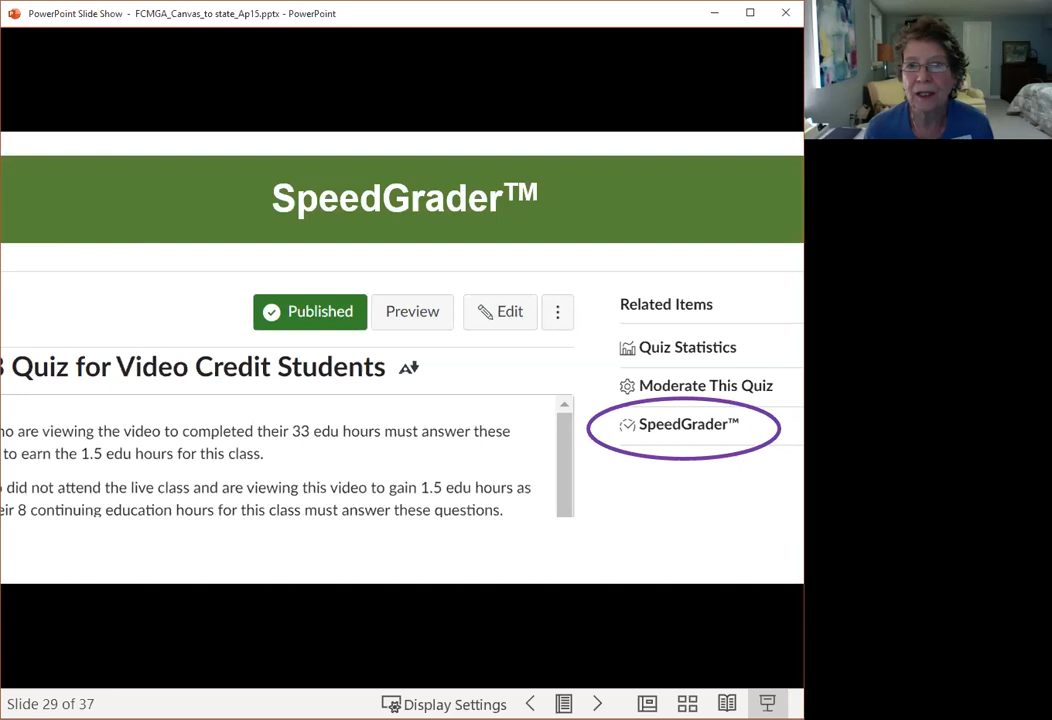 PowerPoint Slide Show - FCMGA_Canvas_to state_Ap15.pptx - PowerPoint
SpeedGrader™
Published
Preview
Edit
Related Items
Quiz Statistics
Moderate This Quiz
SpeedGrader™
Quiz for Video Credit Students
who are viewing the video to completed their 33 edu hours must answer these
to earn the 1.5 edu hours for this class.
did not attend the live class and are viewing this video to gain 1.5 edu hours as
8 continuing education hours for this class must answer these questions.
Slide 29 of 37
Display Settings